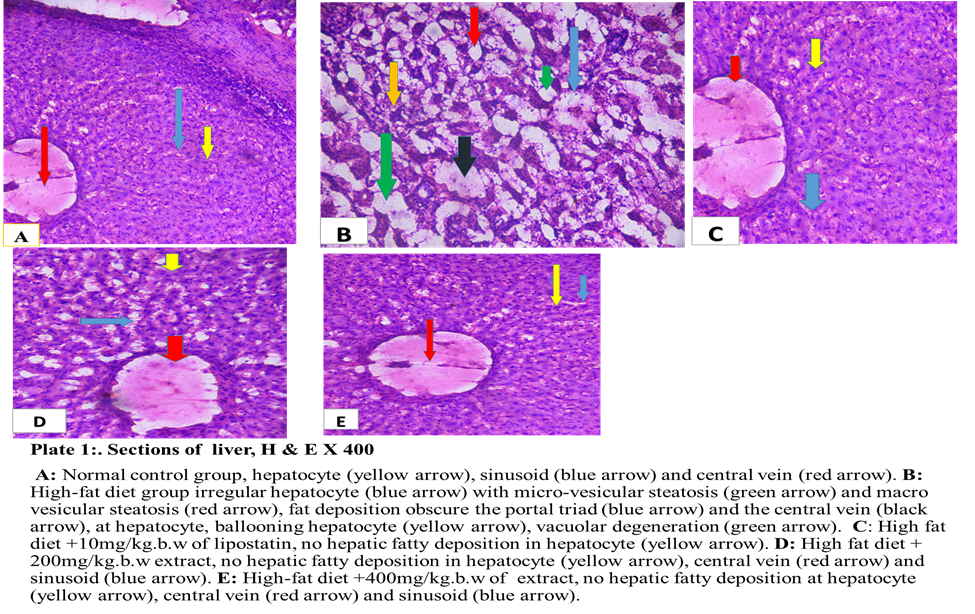 A
B
C
D
E
Plate 1:. Sections of liver, H & E X 400
A: Normal control group, hepatocyte (yellow arrow), sinusoid (blue arrow) and central vein (red arrow). B:
High-fat diet group irregular hepatocyte (blue arrow) with micro-vesicular steatosis (green arrow) and macro
vesicular steatosis (red arrow), fat deposition obscure the portal triad (blue arrow) and the central vein (black
arrow), at hepatocyte, ballooning hepatocyte (yellow arrow), vacuolar degeneration (green arrow). C: High fat
diet +10mg/kg.b.w of lipostatin, no hepatic fatty deposition in hepatocyte (yellow arrow). D: High fat diet +
200mg/kg.b.w extract, no hepatic fatty deposition in hepatocyte (yellow arrow), central vein (red arrow) and
sinusoid (blue arrow). E: High-fat diet +400mg/kg.b.w of extract, no hepatic fatty deposition at hepatocyte
(yellow arrow), central vein (red arrow) and sinusoid (blue arrow).